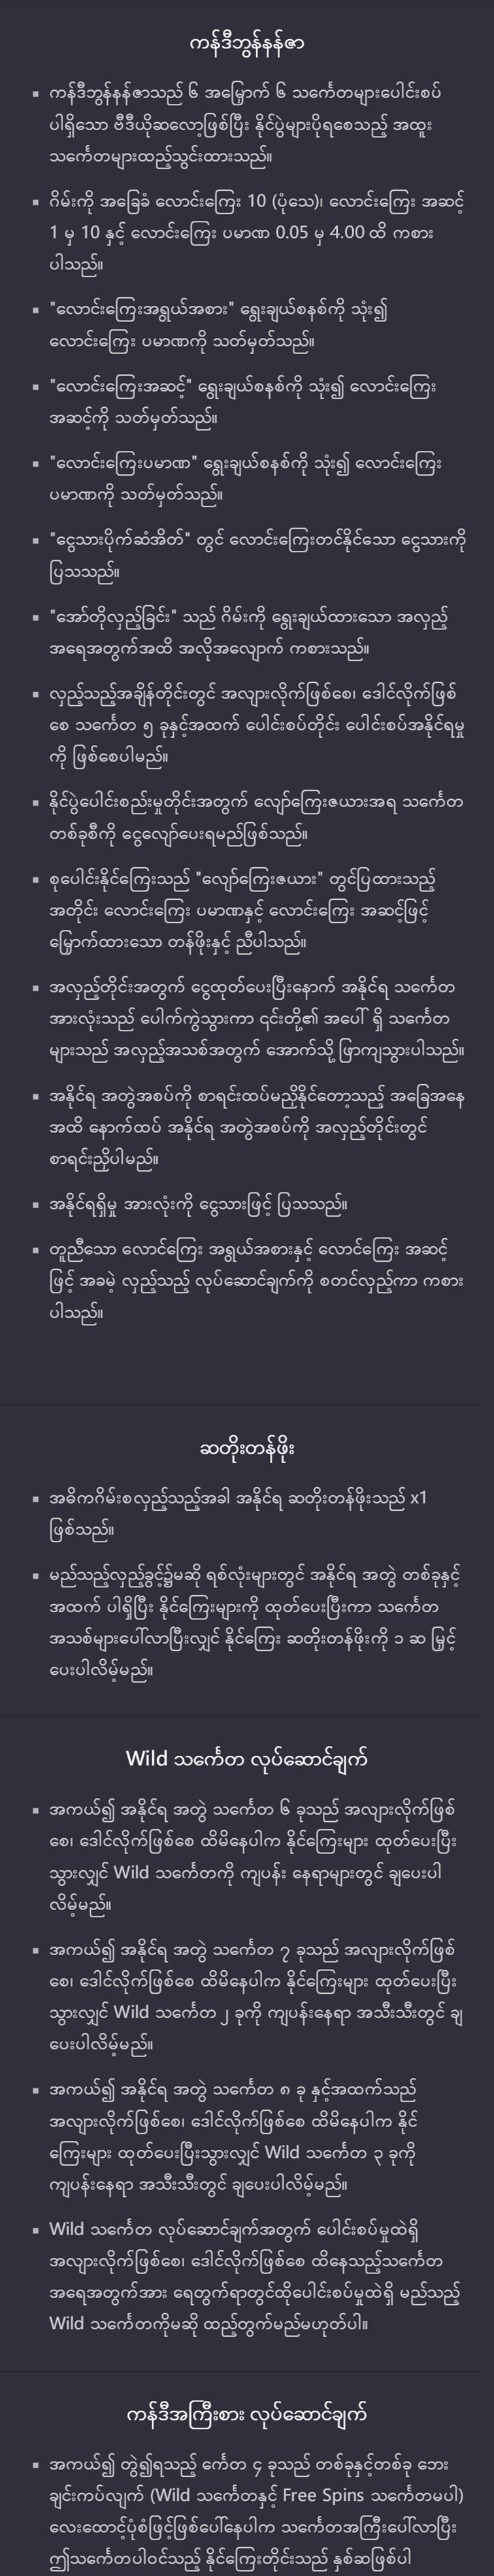 ကန်ဒီဘွန်နန်ဇာ
▪ ကန်ဒီဘွန်နန်ဇာသည် ၆ အမြှောက် ၆ သင်္ကေတများပေါင်းစပ်
ပါရှိသော ဗီဒီယိုဆလော့ဖြစ်ပြီး နိုင်ပွဲများပိုရစေသည့် အထူး
သင်္ကေတများထည့်သွင်းထားသည်။
▪ ဂိမ်းကို အခြေခံ လောင်းကြေး 10 (ပုံသေ)၊ လောင်းကြေး အဆင့်
1 မှ 10 နှင့် လောင်းကြေး ပမာဏ 0.05 မှ 4.00 ထိ ကစား
ပါသည်။
▪ "လောင်းကြေးအရွယ်အစား" ရွေးချယ်စနစ်ကို သုံး၍
လောင်းကြေး ပမာဏကို သတ်မှတ်သည်။
▪ "လောင်းကြေးအဆင့်" ရွေးချယ်စနစ်ကို သုံး၍ လောင်းကြေး
အဆင့်ကို သတ်မှတ်သည်။
▪ "လောင်းကြေးပမာဏ" ရွေးချယ်စနစ်ကို သုံး၍ လောင်းကြေး
ပမာဏကို သတ်မှတ်သည်။
▪ "ငွေသားပိုက်ဆံအိတ်" တွင် လောင်းကြေးတင်နိုင်သော ငွေသားကို
ပြသသည်။
▪ "အော်တိုလှည့်ခြင်း" သည် ဂိမ်းကို ရွေးချယ်ထားသော အလှည့်
အရေအတွက်အထိ အလိုအလျောက် ကစားသည်။
▪ လှည့်သည့်အချိန်တိုင်းတွင် အလျားလိုက်ဖြစ်စေ၊ ဒေါင်လိုက်ဖြစ်
စေ သင်္ကေတ ၅ ခုနှင့်အထက် ပေါင်းစပ်တိုင်း ပေါင်းစပ်အနိုင်ရမှု
ကို ဖြစ်စေပါမည်။
▪ နိုင်ပွဲပေါင်းစည်းမှုတိုင်းအတွက် လျော်ကြေးဇယားအရ သင်္ကေတ
တစ်ခုစီကို ငွေလျော်ပေးရမည်ဖြစ်သည်။
▪ စုပေါင်းနိုင်ကြေးသည် "လျော်ကြေးဇယား" တွင်ပြထားသည့်
အတိုင်း လောင်းကြေး ပမာဏနှင့် လောင်းကြေး အဆင့်ဖြင့်
မြှောက်ထားသော တန်ဖိုးနှင့် ညီပါသည်။
▪ အလှည့်တိုင်းအတွက် ငွေထုတ်ပေးပြီးနောက် အနိုင်ရ သင်္ကေတ
အားလုံးသည် ပေါက်ကွဲသွားကာ ၎င်းတို့၏ အပေါ် ရှိ သင်္ကေတ
များသည် အလှည့်အသစ်အတွက် အောက်သို့ ဖြာကျသွားပါသည်။
▪ အနိုင်ရ အတွဲအစပ်ကို စာရင်းထပ်မညှိနိုင်တော့သည့် အခြေအနေ
အထိ နောက်ထပ် အနိုင်ရ အတွဲအစပ်ကို အလှည့်တိုင်းတွင်
စာရင်းညှိပါမည်။
▪ အနိုင်ရရှိမှု အားလုံးကို ငွေသားဖြင့် ပြသသည်။
▪ တူညီသော လောင်ကြေး အရွယ်အစားနှင့် လောင်ကြေး အဆင့်
ဖြင့် အခမဲ့ လှည့်သည့် လုပ်ဆောင်ချက်ကို စတင်လှည့်ကာ ကစား
ပါသည်။
ဆတိုးတန်ဖိုး
▪ အဓိကဂိမ်းစလှည့်သည့်အခါ အနိုင်ရ ဆတိုးတန်ဖိုးသည် x1
ဖြစ်သည်။
▪ မည်သည့်လှည့်ခွင့်၌မဆို ရစ်လုံးများတွင် အနိုင်ရ အတွဲ တစ်ခုနှင့်
အထက် ပါရှိပြီး နိုင်ကြေးများကို ထုတ်ပေးပြီးကာ သင်္ကေတ
အသစ်များပေါ်လာပြီးလျှင် နိုင်ကြေး ဆတိုးတန်ဖိုးကို ၁ ဆ မြှင့်
ပေးပါလိမ့်မည်။
Wild သင်္ကေတ လုပ်ဆောင်ချက်
▪ အကယ်၍ အနိုင်ရ အတွဲ သင်္ကေတ ၆ ခုသည် အလျားလိုက်ဖြစ်
စေ၊ ဒေါင်လိုက်ဖြစ်စေ ထိမိနေပါက နိုင်ကြေးများ ထုတ်ပေးပြီး
သွားလျှင် Wild သင်္ကေတကို ကျပန်း နေရာများတွင် ချပေးပါ
လိမ့်မည်။
▪ အကယ်၍ အနိုင်ရ အတွဲ သင်္ကေတ ၇ ခုသည် အလျားလိုက်ဖြစ်
စေ၊ ဒေါင်လိုက်ဖြစ်စေ ထိမိနေပါက နိုင်ကြေးများ ထုတ်ပေးပြီး
သွားလျှင် Wild သင်္ကေတ ၂ ခုကို ကျပန်းနေရာ အသီးသီးတွင် ချ
ပေးပါလိမ့်မည်။
▪ အကယ်၍ အနိုင်ရ အတွဲ သင်္ကေတ ၈ ခု နှင့်အထက်သည်
အလျားလိုက်ဖြစ်စေ၊ ဒေါင်လိုက်ဖြစ်စေ ထိမိနေပါက နိုင်
ကြေးများ ထုတ်ပေးပြီးသွားလျှင် Wild သင်္ကေတ ၃ ခုကို
ကျပန်းနေရာ အသီးသီးတွင် ချပေးပါလိမ့်မည်။
▪ Wild သင်္ကေတ လုပ်ဆောင်ချက်အတွက် ပေါင်းစပ်မှုထဲရှိ
အလျားလိုက်ဖြစ်စေ၊ ဒေါင်လိုက်ဖြစ်စေ ထိနေသည့်သင်္ကေတ
အရေအတွက်အား ရေတွက်ရာတွင်ထိုပေါင်းစပ်မှုထဲရှိ မည်သည့်
Wild သင်္ကေတကိုမဆို ထည့်တွက်မည်မဟုတ်ပါ။
ကန်ဒီအကြီးစား လုပ်ဆောင်ချက်
▪ အကယ်၍ တွဲ၍ရသည့် င်္ကေတ ၄ ခုသည် တစ်ခုနှင့်တစ်ခု ဘေး
ချင်းကပ်လျက် (Wild သင်္ကေတနှင့် Free Spins သင်္ကေတမပါ)
လေးထောင့်ပုံစံဖြင့်ဖြစ်ပေါ်နေပါက သင်္ကေတအကြီးပေါ်လာပြီး
ဤသင်္ကေတပါဝင်သည့် နိုင်ကြေးတိုင်းသည် နှစ်ဆဖြစ်ပါ